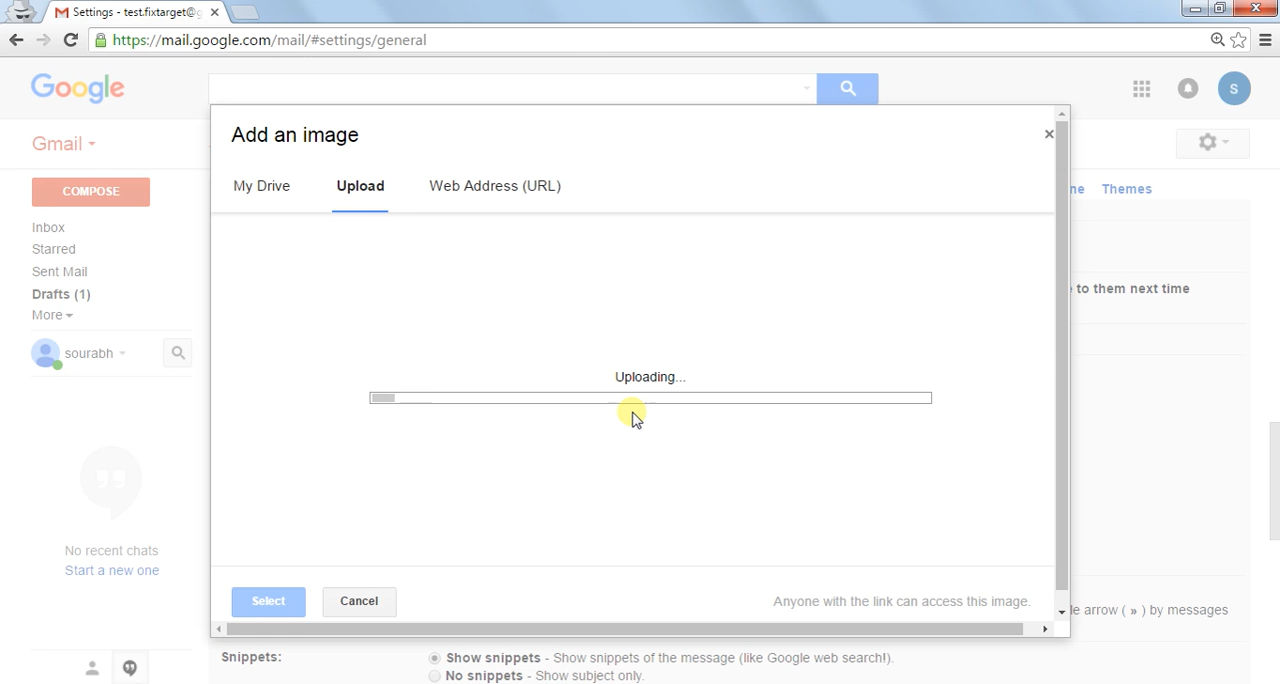 Settings - test.fixtarget@g
https://mail.google.com/mail/#settings/general
Google
S
Gmail
COMPOSE
Inbox
Starred
Sent Mail
Drafts (1)
More
sourabh
No recent chats
Start a new one
Add an image
My Drive
Upload
Web Address (URL)
Uploading...
Select
Cancel
Anyone with the link can access this image.
ne
Themes
to them next time
le arrow ( » ) by messages
Snippets:
Show snippets - Show snippets of the message (like Google web search!).
No snippets - Show subject only.